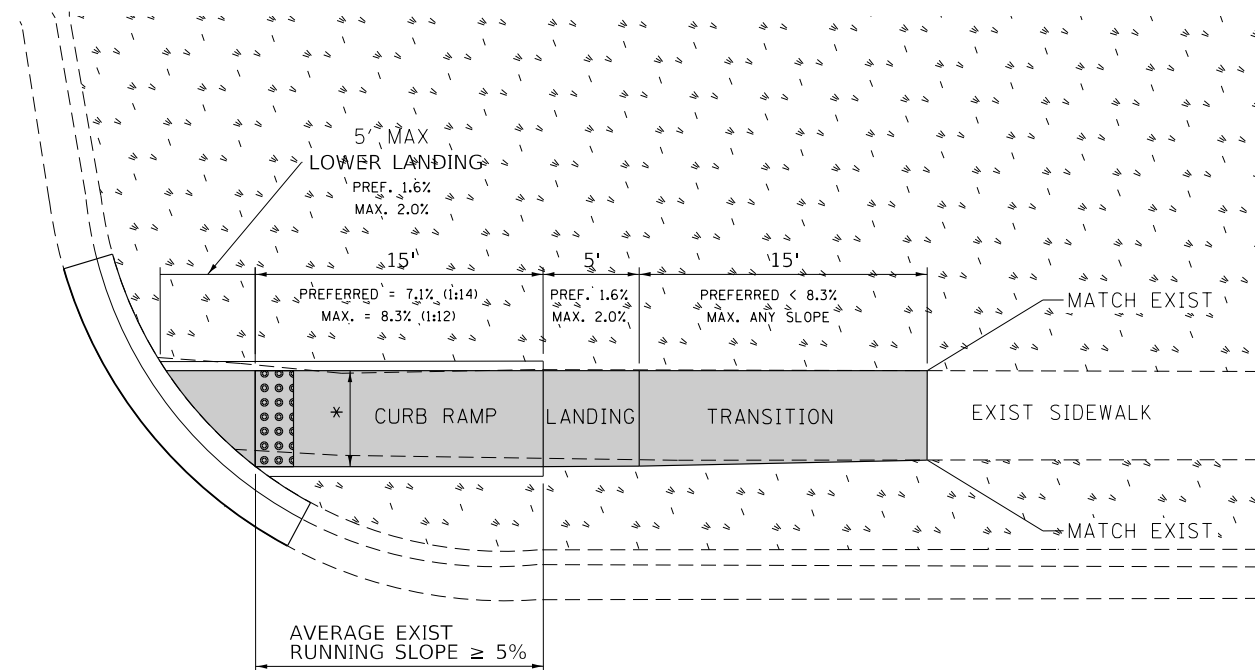 5' MAX
LOWER LANDING
PREF. 1.6%
MAX. 2.0%
15'
5'
15'
PREFERRED = 7.1% (1:14)
MAX. = 8.3% (1:12)
PREF. 1.6%
MAX. 2.0%
PREFERRED < 8.3%
MAX. ANY SLOPE
MATCH EXIST
*
CURB RAMP
LANDING
TRANSITION
EXIST SIDEWALK
MATCH EXIST.
AVERAGE EXIST
RUNNING SLOPE ≥ 5%